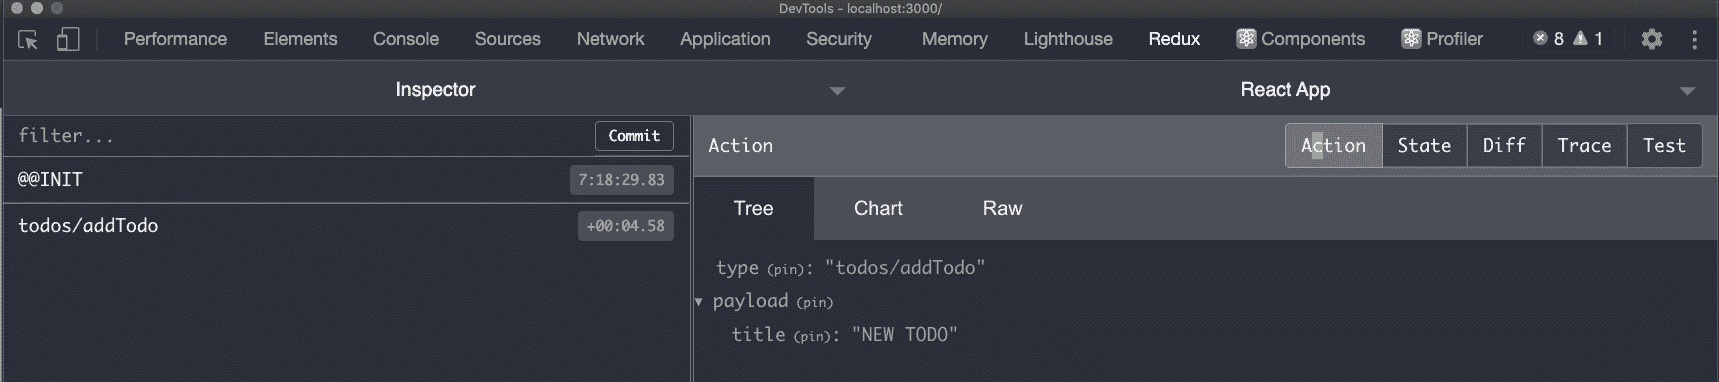 DevTools - localhost:3000/
Performance Elements Console Sources Network Application Security Memory Lighthouse Redux Components Profiler 8 1
Inspector React App
filter... Commit
@@INIT 7:18:29.83
todos/addTodo +00:04.58
Action Action State Diff Trace Test
Tree Chart Raw
type (pin): "todos/addTodo"
payload (pin)
title (pin): "NEW TODO"